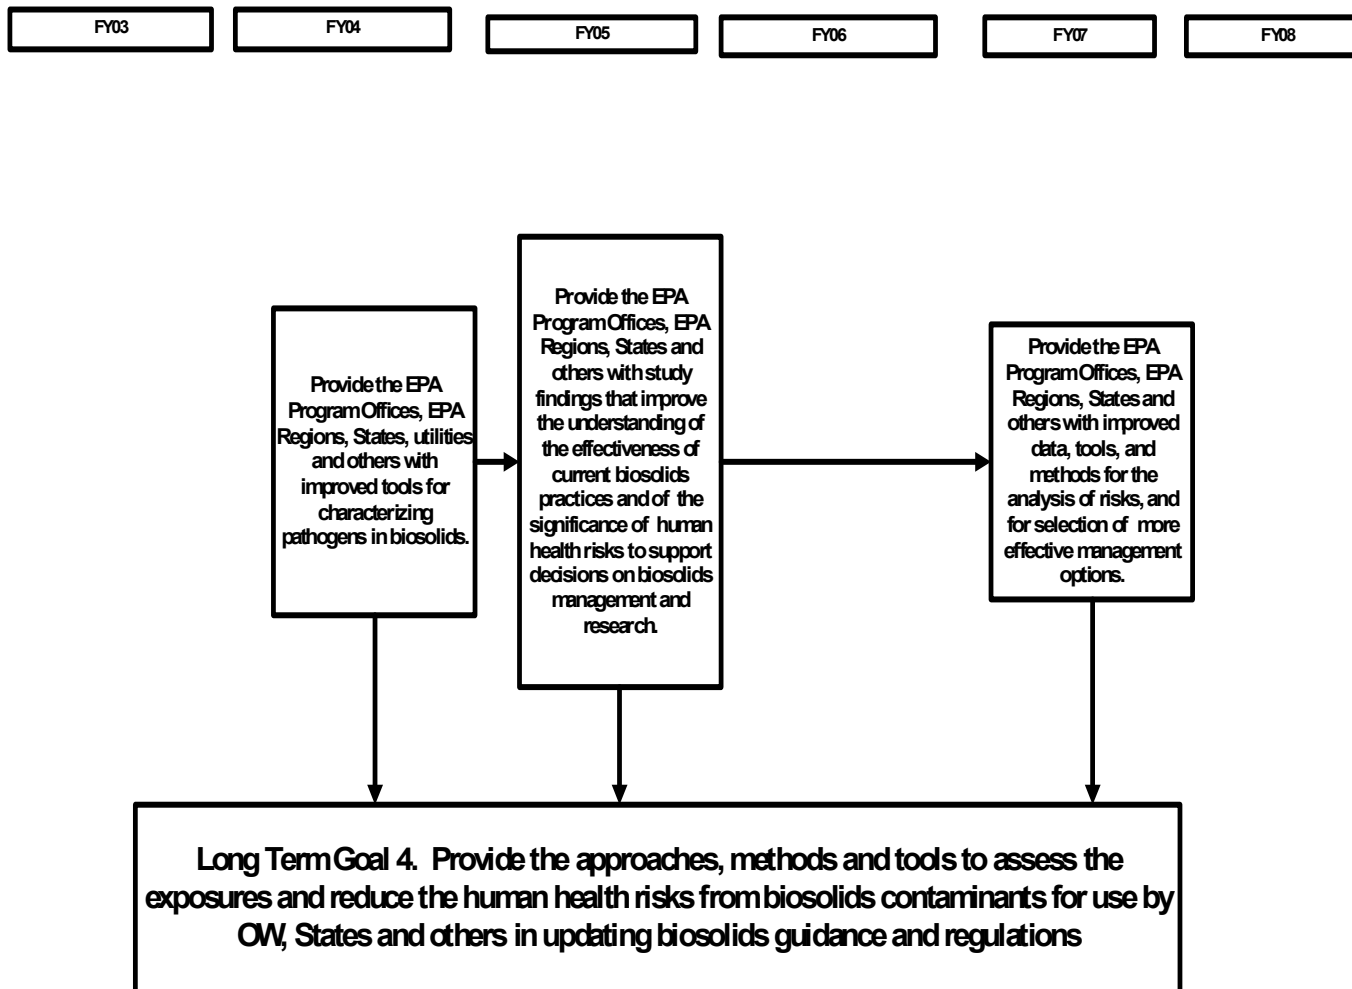 FY03
FY04
FY05
FY06
FY07
FY08
Provide the EPA
Program Offices, EPA
Regions, States, utilities
and others with
improved tools for
characterizing
pathogens in biosolids.
Provide the EPA
Program Offices, EPA
Regions, States and
others with study
findings that improve
the understanding of
the effectiveness of
current biosolids
practices and of the
significance of human
health risks to support
decisions on biosolids
management and
research.
Provide the EPA
Program Offices, EPA
Regions, States and
others with improved
data, tools, and
methods for the
analysis of risks, and
for selection of more
effective management
options.
Long Term Goal 4. Provide the approaches, methods and tools to assess the
exposures and reduce the human health risks from biosolids contaminants for use by
OW, States and others in updating biosolids guidance and regulations